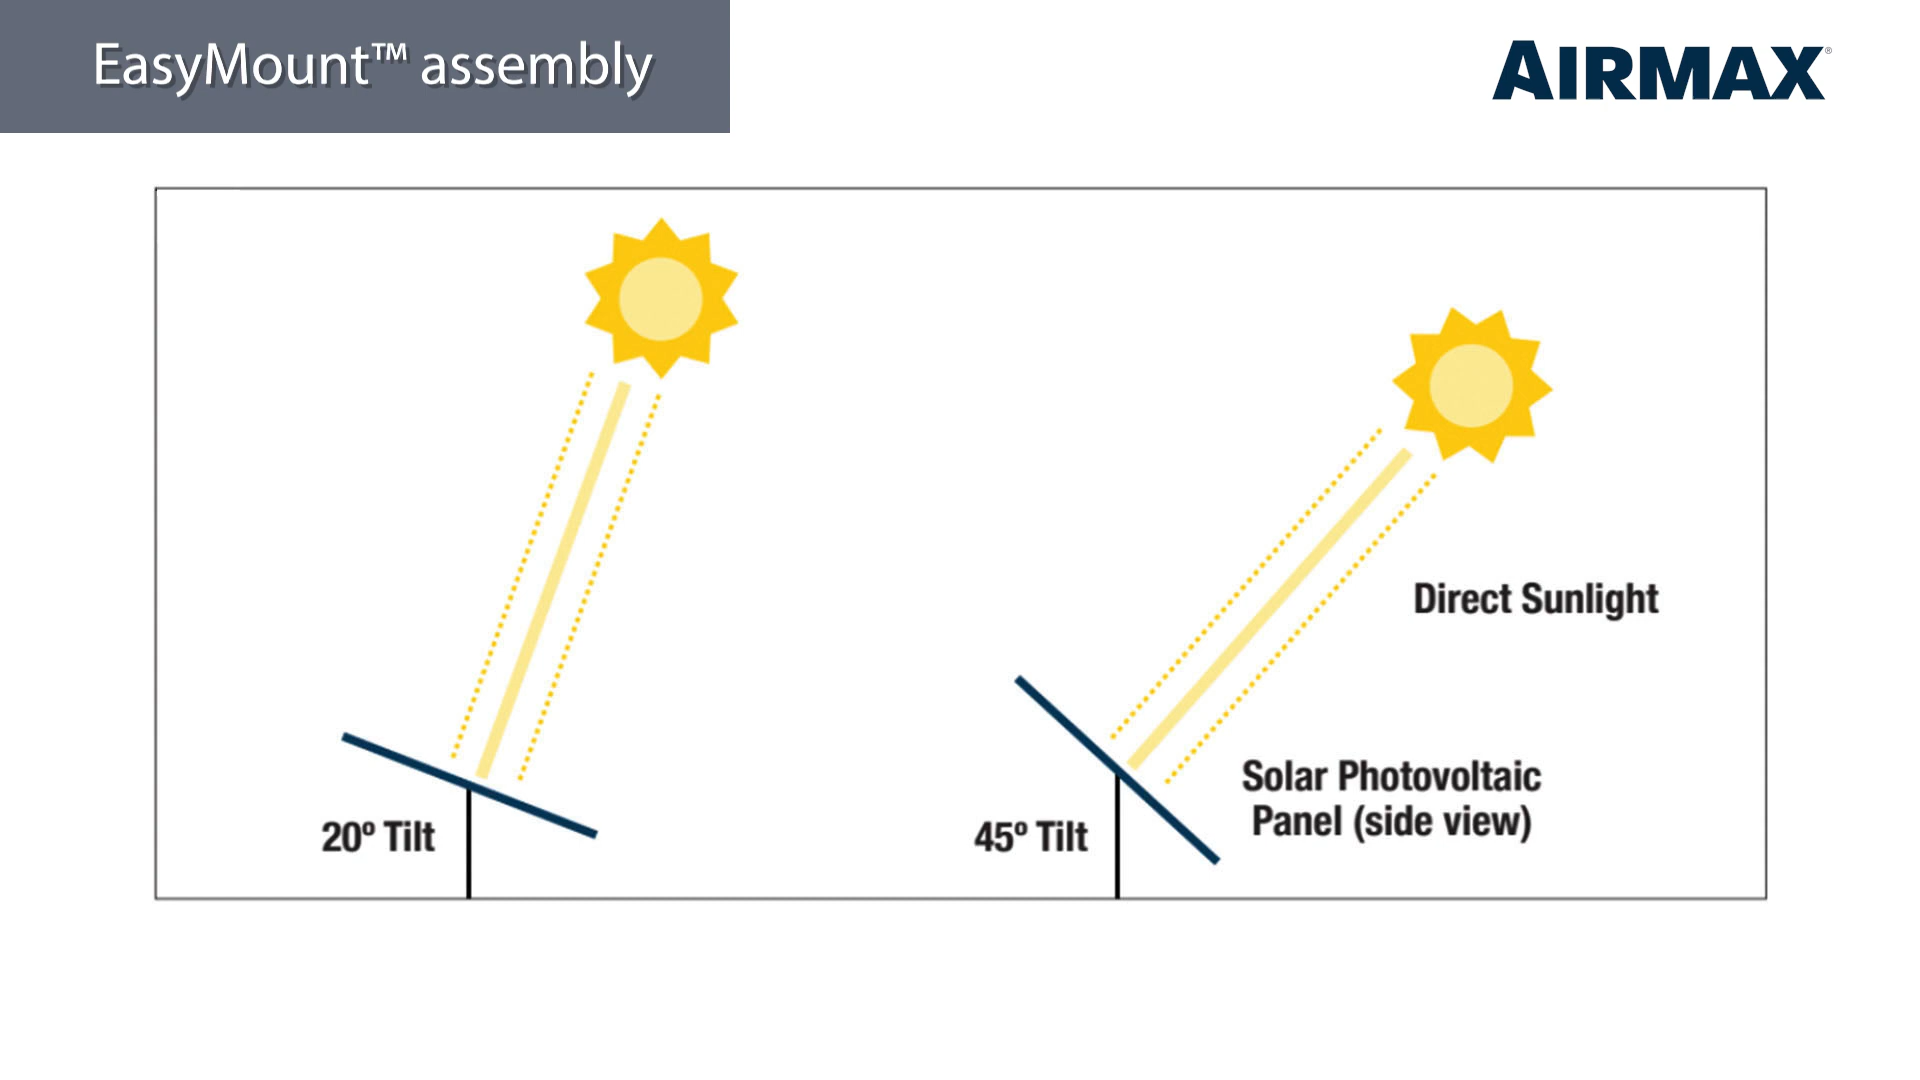 EasyMount™ assembly
AIRMAX®
Direct Sunlight
Solar Photovoltaic
Panel (side view)
20º Tilt
45º Tilt